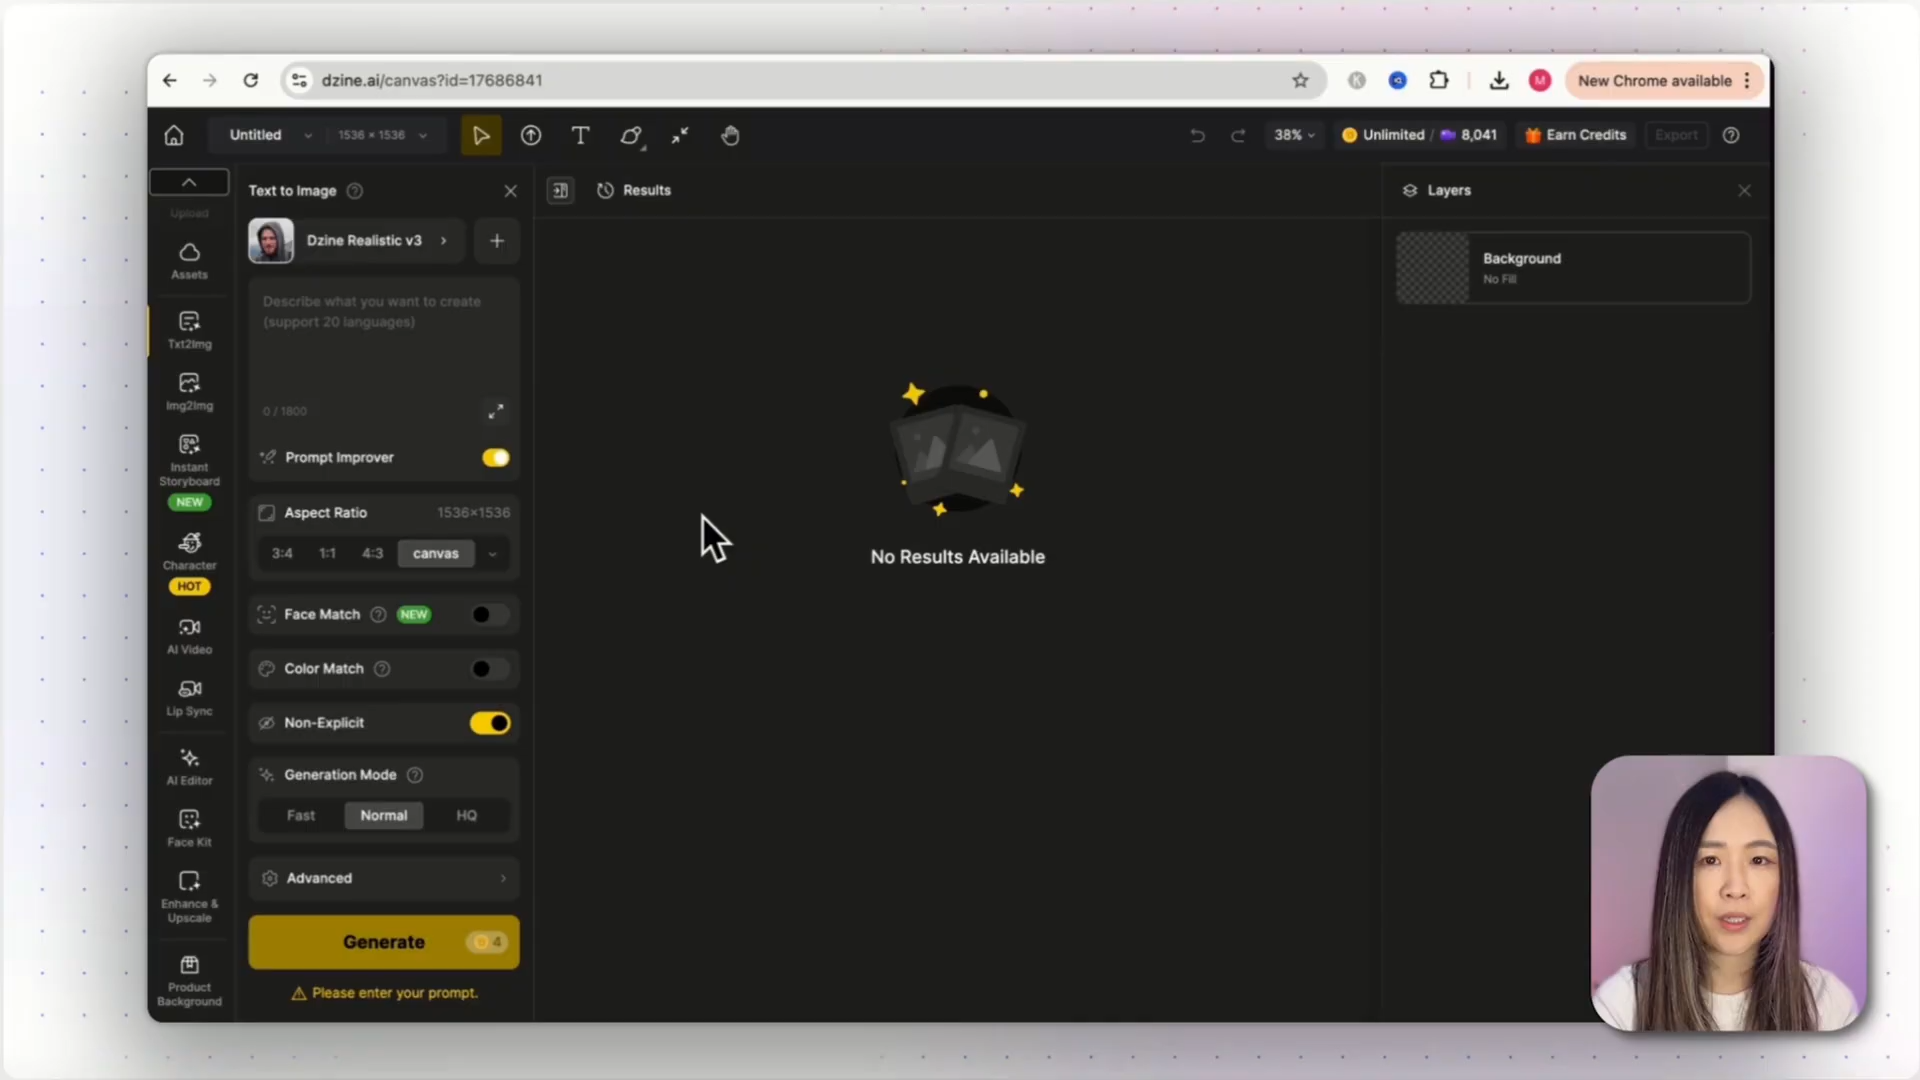 dzine.ai/canvas?id=17686841
M
New Chrome available
Untitled
1536 × 1536
T
38%
Unlimited / 8,041
Earn Credits
Export
Upload
Assets
Txt2Img
Img2Img
Instant
Storyboard
NEW
Character
HOT
AI Video
Lip Sync
AI Editor
Face Kit
Enhance &
Upscale
Product
Background
Text to Image
Dzine Realistic v3
Describe what you want to create
(support 20 languages)
0 / 1800
Prompt Improver
Aspect Ratio 1536×1536
3:4 1:1 4:3 canvas
Face Match NEW
Color Match
Non-Explicit
Generation Mode
Fast Normal HQ
Advanced
Generate 4
Please enter your prompt.
Results
No Results Available
Layers
Background
No Fill